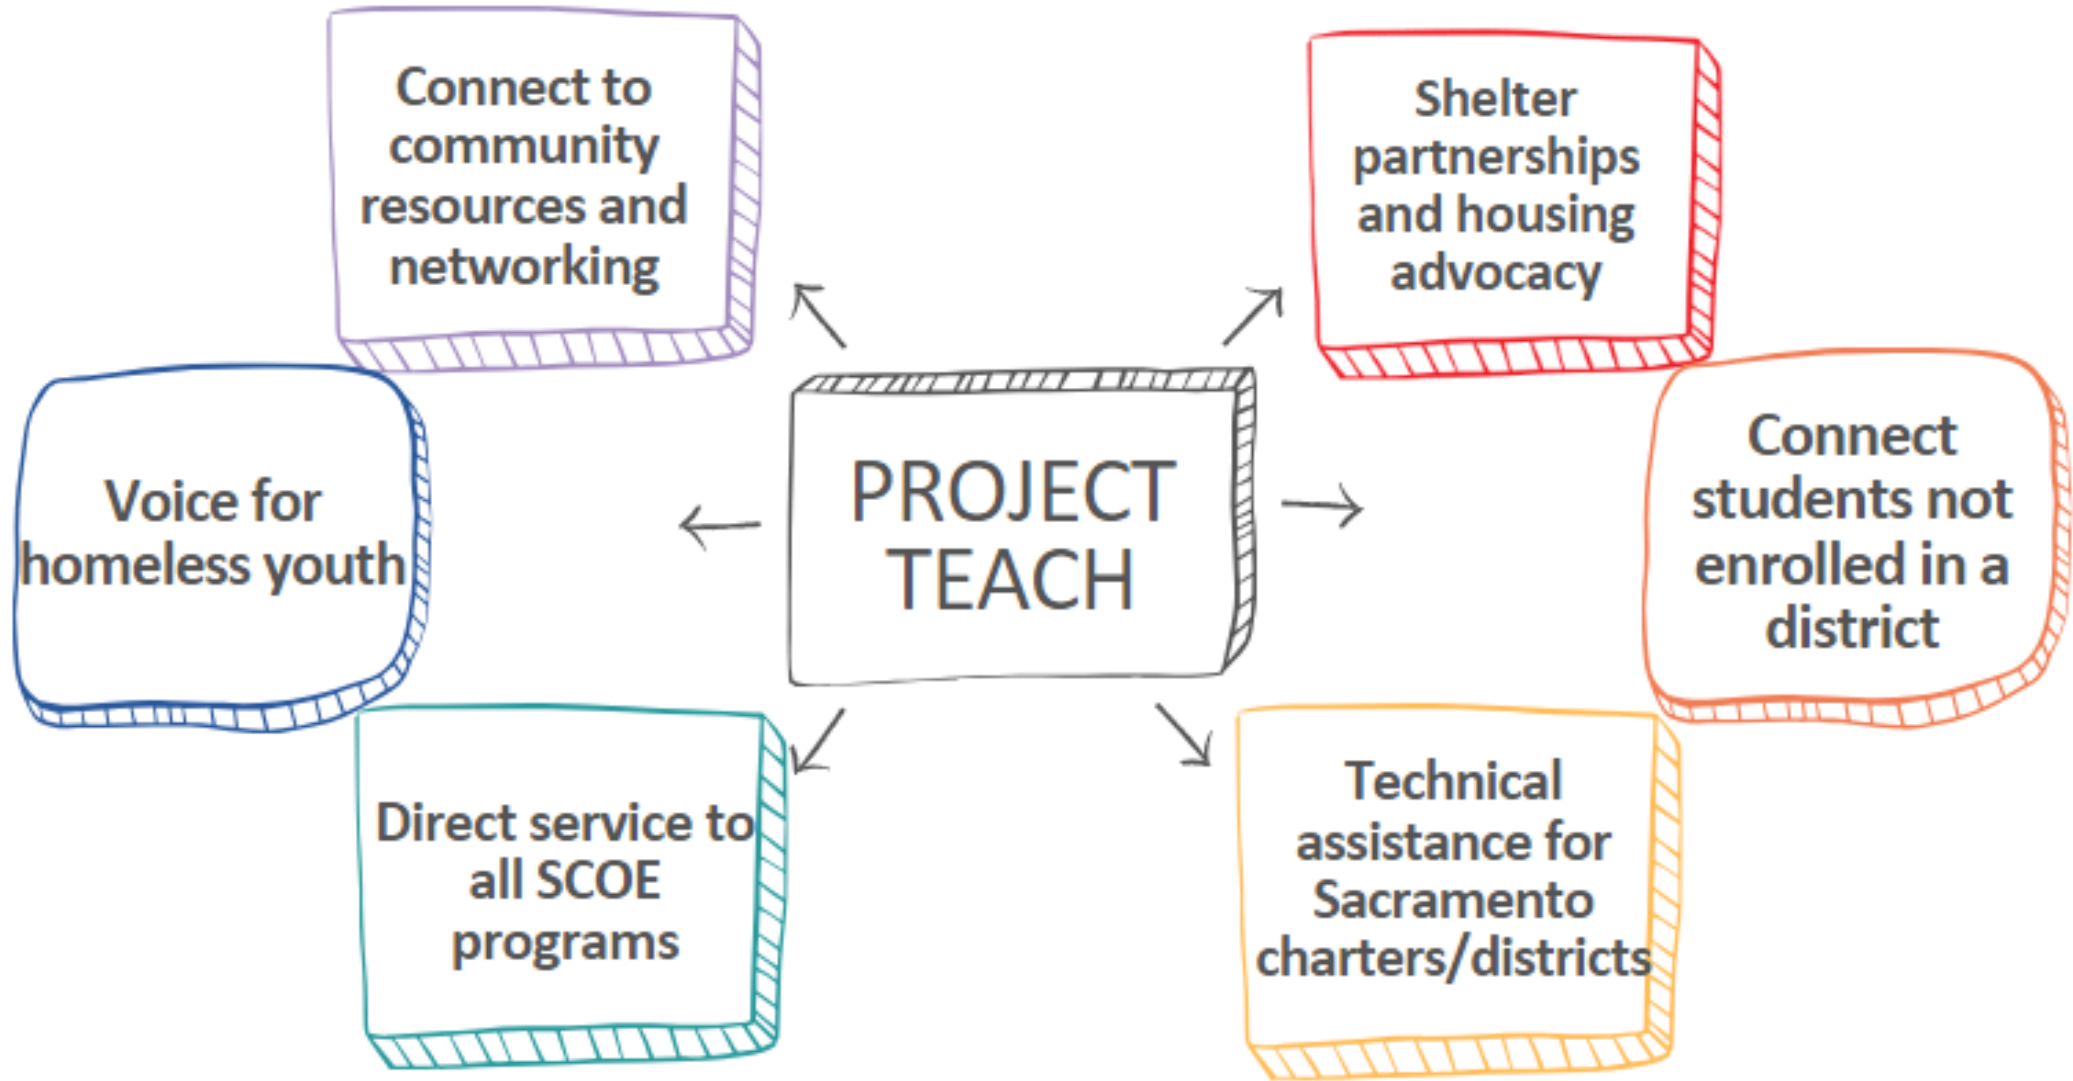 Connect to
community
resources and
networking
Shelter
partnerships
and housing
advocacy
Voice for
homeless youth
PROJECT
TEACH
Connect
students not
enrolled in a
district
Direct service to
all SCOE
programs
Technical
assistance for
Sacramento
charters/districts